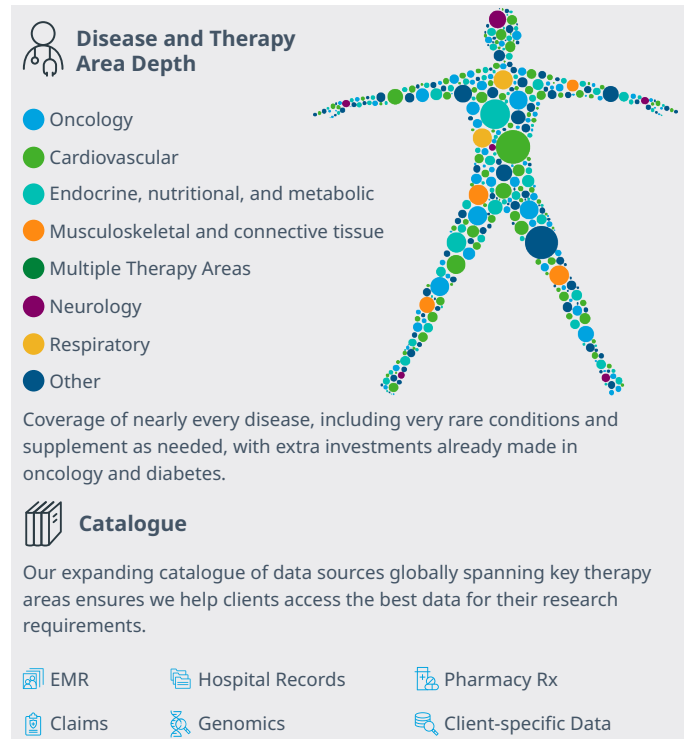 Disease and Therapy
Area Depth
Oncology
Cardiovascular
Endocrine, nutritional, and metabolic
Musculoskeletal and connective tissue
Multiple Therapy Areas
Neurology
Respiratory
Other
Coverage of nearly every disease, including very rare conditions and
supplement as needed, with extra investments already made in
oncology and diabetes.
Catalogue
Our expanding catalogue of data sources globally spanning key therapy
areas ensures we help clients access the best data for their research
requirements.
EMR
Hospital Records
Pharmacy Rx
Claims
Genomics
Client-specific Data